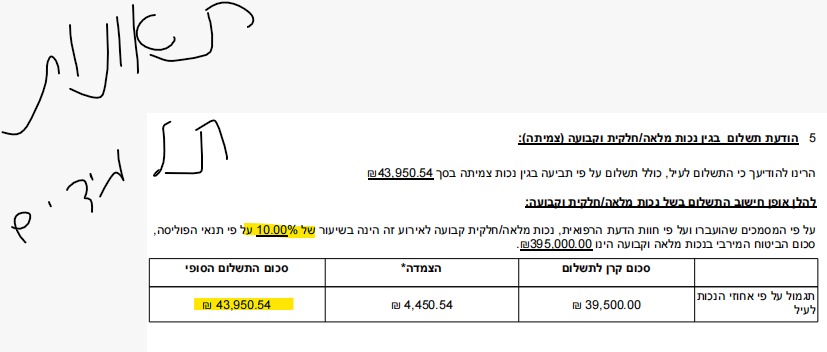 תאונות
תלמידים
5 הודעת תשלום בגין נכות מלאה/חלקית וקבועה (צמיתה):
הרינו להודיעך כי התשלום לעיל, כולל תשלום על פי תביעה בגין נכות צמיתה בסך 43,950.54 ₪
להלן אופן חישוב התשלום בשל נכות מלאה/חלקית וקבועה:
על פי המסמכים שהועברו ועל פי חוות הדעת הרפואית, נכות מלאה/חלקית קבועה לאירוע זה הינה בשיעור של 10.00% על פי תנאי הפוליסה,
סכום הביטוח המירבי בנכות מלאה וקבועה הינו 395,000.00 ₪.
סכום קרן לתשלום הצמדה* סכום התשלום הסופי
תגמול על פי אחוזי הנכות
לעיל 39,500.00 ₪ 4,450.54 ₪ 43,950.54 ₪